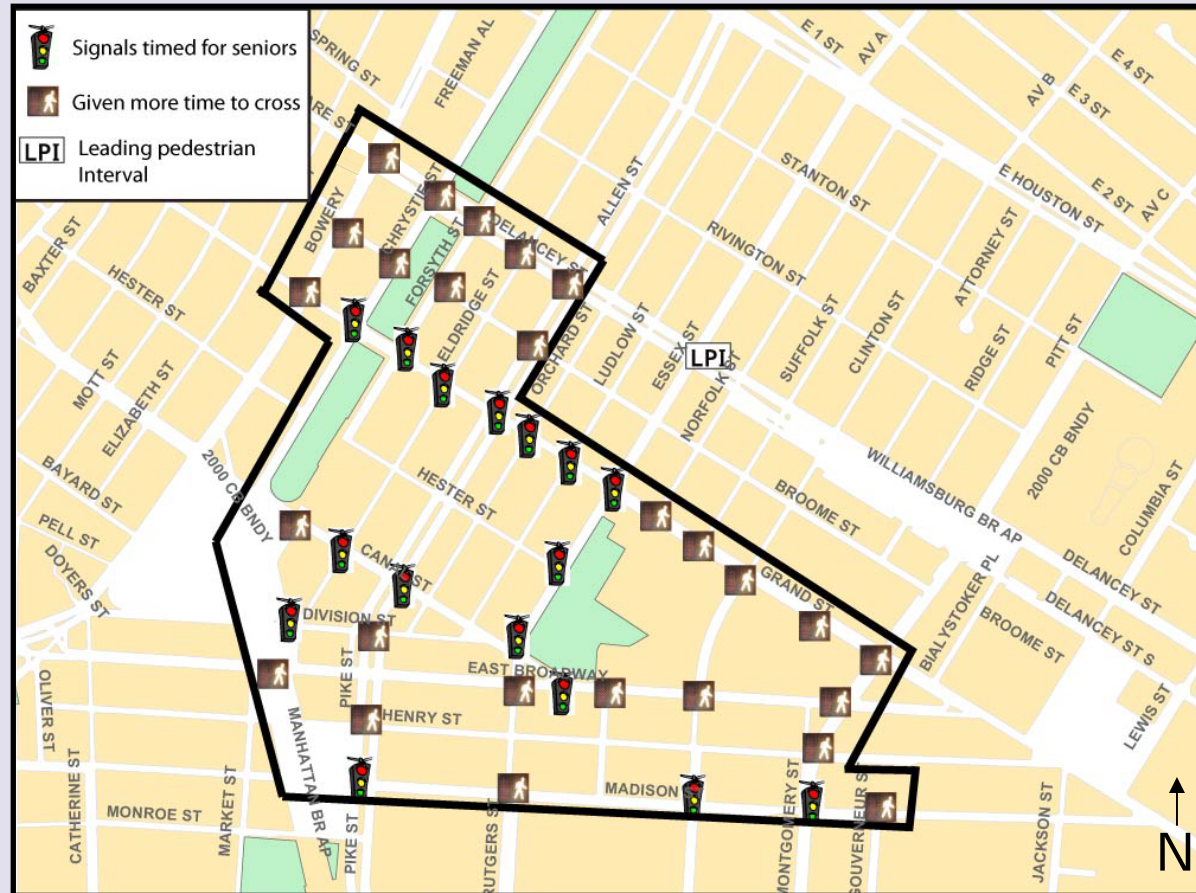 Signals timed for seniors
Given more time to cross
LPI Leading pedestrian
Interval
SPRING ST
FREEMAN AL
E 1 ST
AV A
AV B
E 4 ST
E 3 ST
E 2 ST
AV C
E HOUSTON ST
STANTON ST
RIVINGTON ST
ATTORNEY ST
ALLEN ST
BOWERY
CHRYSTIE ST
FORSYTH ST
DELANCEY ST
ELDRIDGE ST
ORCHARD ST
LUDLOW ST
ESSEX ST
LPI
NORFOLK ST
SUFFOLK ST
CLINTON ST
RIDGE ST
PITT ST
BAXTER ST
HESTER ST
MOTT ST
ELIZABETH ST
2000 CB BNDY
BAYARD ST
PELL ST
DOYERS ST
HESTER ST
CANAL ST
DIVISION ST
BROOME ST
WILLIAMSBURG BR AP
2000 CB BNDY
COLUMBIA ST
DELANCEY ST
DELANCEY ST S
GRAND ST
BIALYSTOKER PL
BROOME ST
LEWIS ST
EAST BROADWAY
PIKE ST
HENRY ST
OLIVER ST
CATHERINE ST
MARKET ST
MANHATTAN BR AP
MONROE ST
PIKE ST
RUTGERS ST
MADISON
MONTGOMERY ST
GOUVERNEUR S
JACKSON ST
N